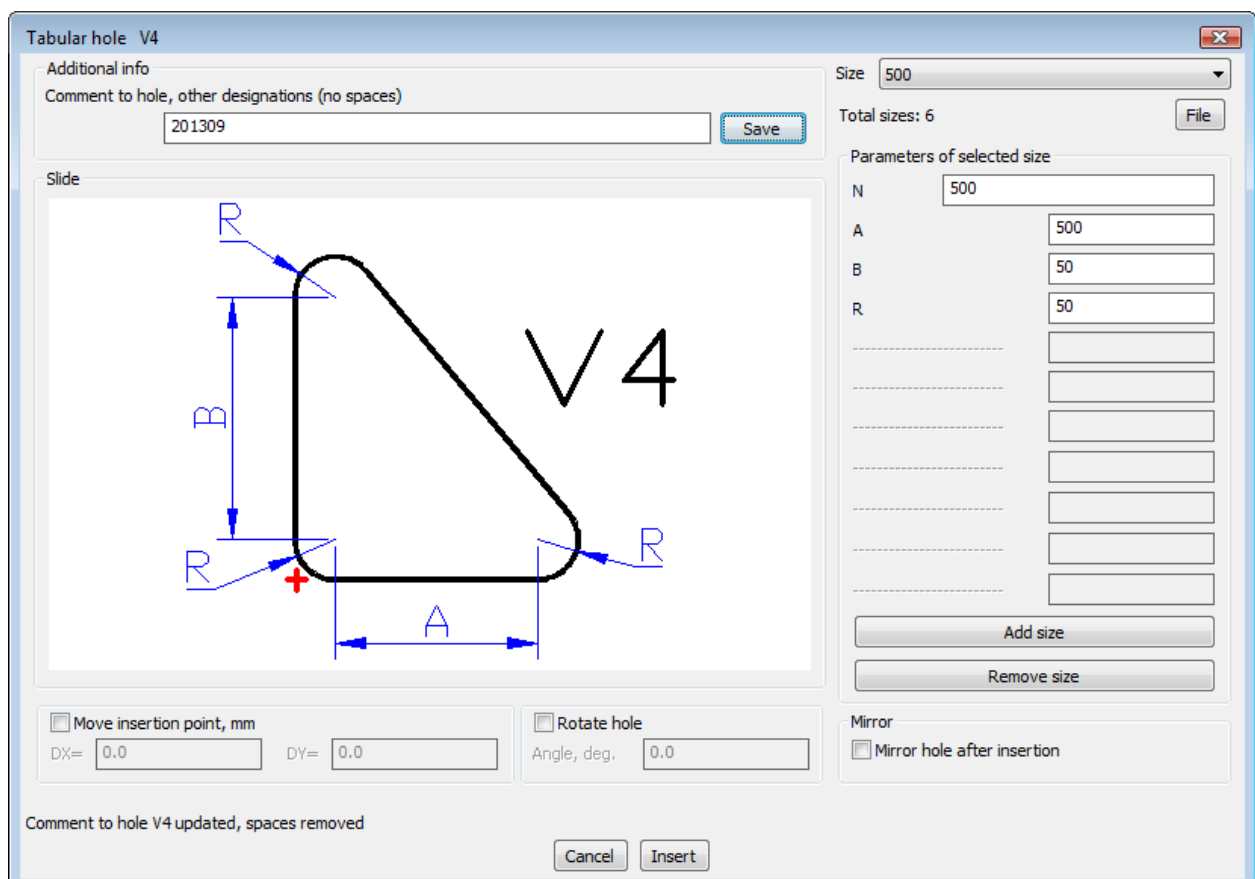 Tabular hole V4
Additional info
Comment to hole, other designations (no spaces)
201309
Save
Slide
R
B
V4
R
R
A
Move insertion point, mm
DX= 0.0
DY= 0.0
Rotate hole
Angle, deg. 0.0
Size 500
Total sizes: 6
File
Parameters of selected size
N 500
A 500
B 50
R 50
Add size
Remove size
Mirror
Mirror hole after insertion
Comment to hole V4 updated, spaces removed
Cancel Insert